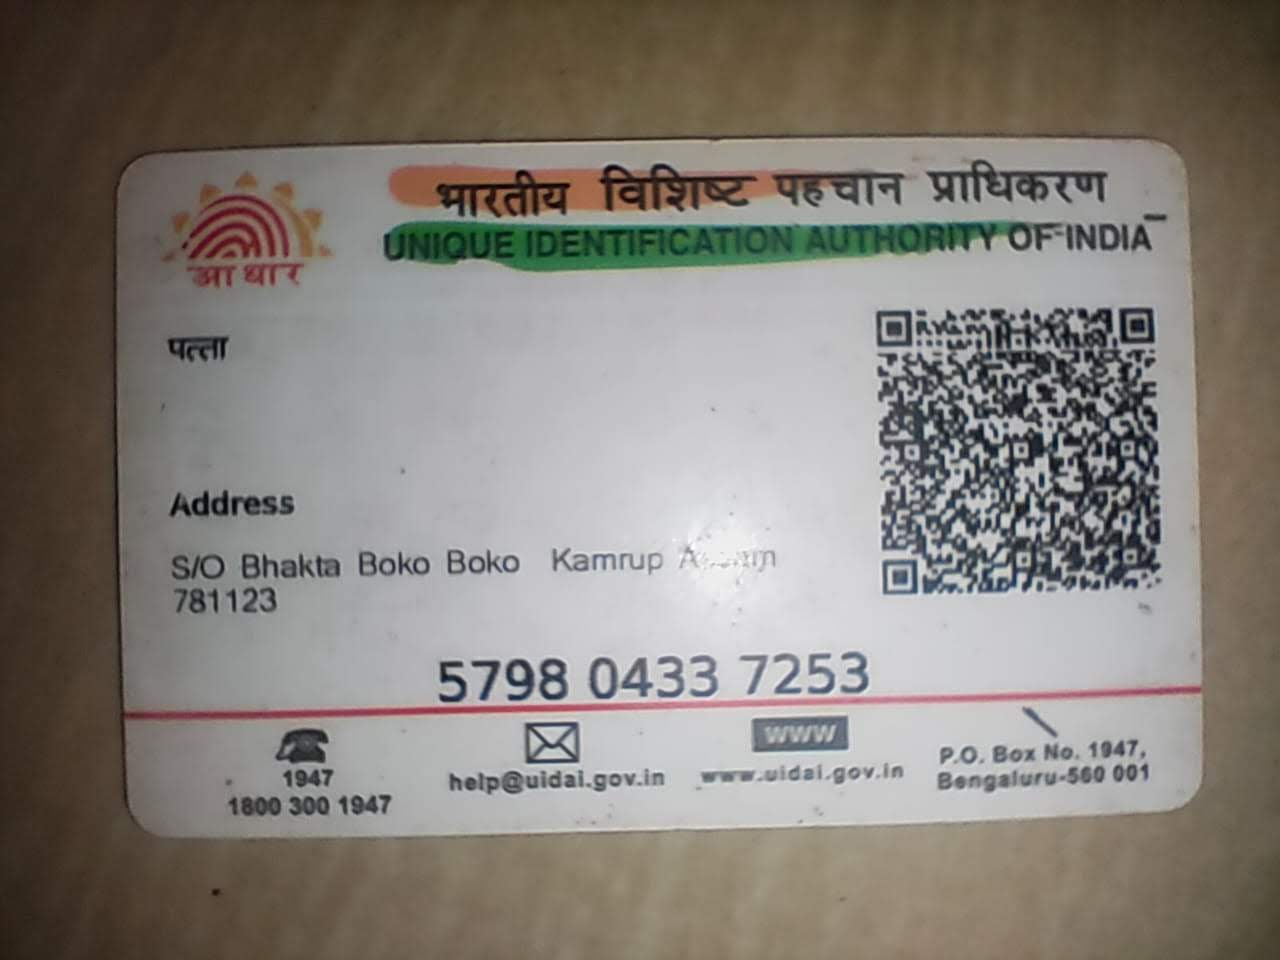 भारतीय विशिष्ट पहचान प्राधिकरण
UNIQUE IDENTIFICATION AUTHORITY OF INDIA
आधार
पत्ता
Address
S/O Bhakta Boko Boko Kamrup
781123
5798 0433 7253
1947
1800 300 1947
help@uidai.gov.in
www
www.uidai.gov.in
P.O. Box No. 1947,
Bengaluru-560 001